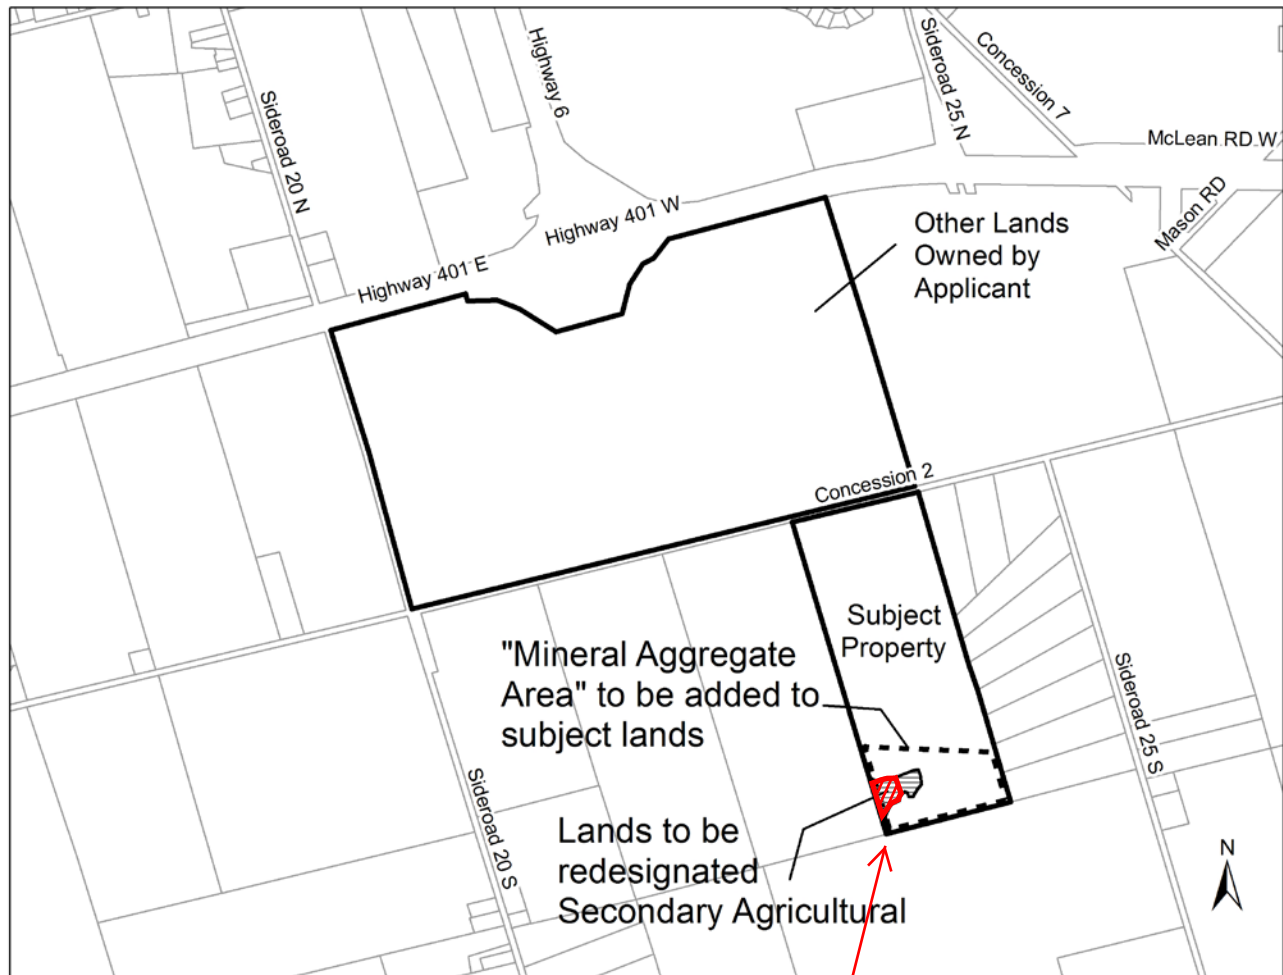 Highway 6
Sideroad 25 N
Concession 7
Sideroad 20 N
McLean RD W
Mason RD
Highway 401 W
Highway 401 E
Other Lands
Owned by
Applicant
Concession 2
Subject
Property
"Mineral Aggregate
Area" to be added to
subject lands
Sideroad 25 S
Sideroad 20 S
Lands to be
redesignated
Secondary Agricultural
N